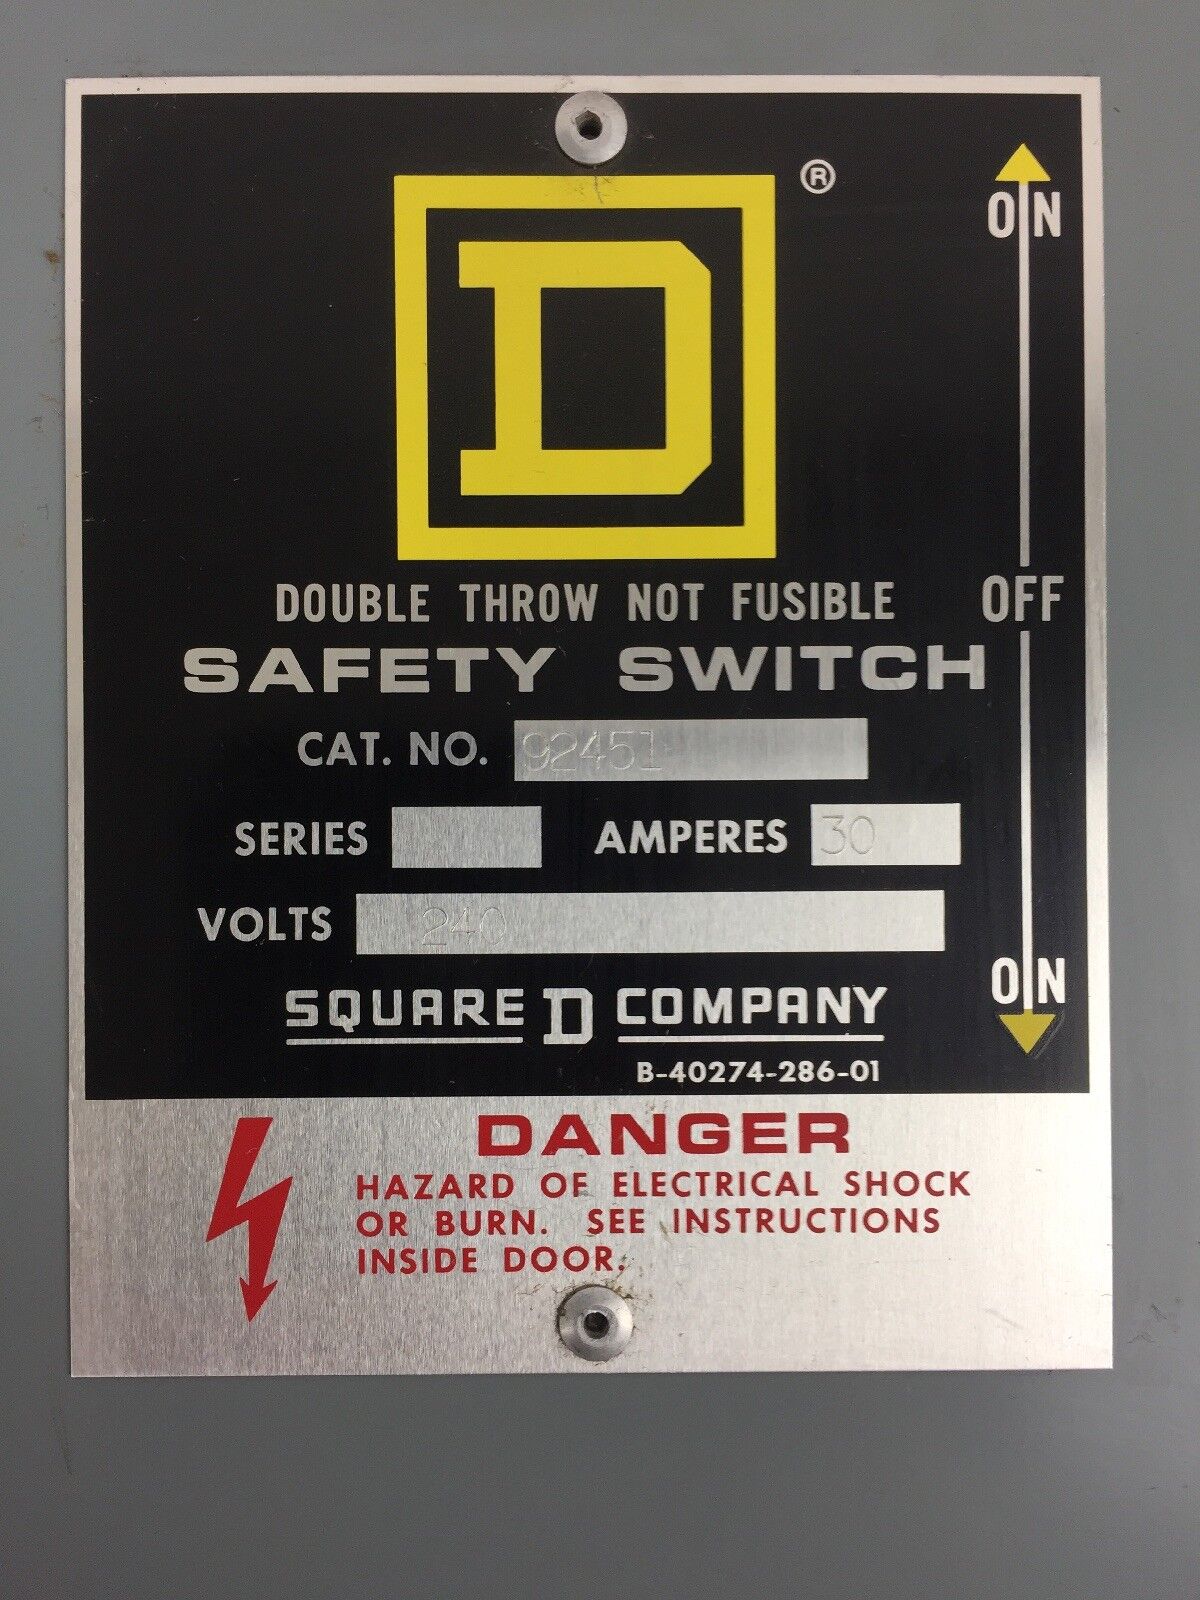 D ®
ON
DOUBLE THROW NOT FUSIBLE
OFF
SAFETY SWITCH
CAT. NO. 92451
SERIES
AMPERES 30
VOLTS 240
ON
SQUARE D COMPANY
B-40274-286-01
DANGER
HAZARD OF ELECTRICAL SHOCK
OR BURN. SEE INSTRUCTIONS
INSIDE DOOR.